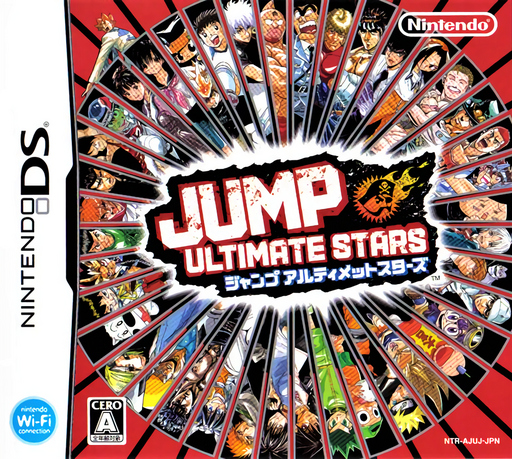 Nintendo
NINTENDO DS
JUMP
ULTIMATE STARS
ジャンプ アルティメットスターズ
TM
nintendo
Wi-Fi
connection
CERO
A
全年齢対象
NTR-AJUJ-JPN